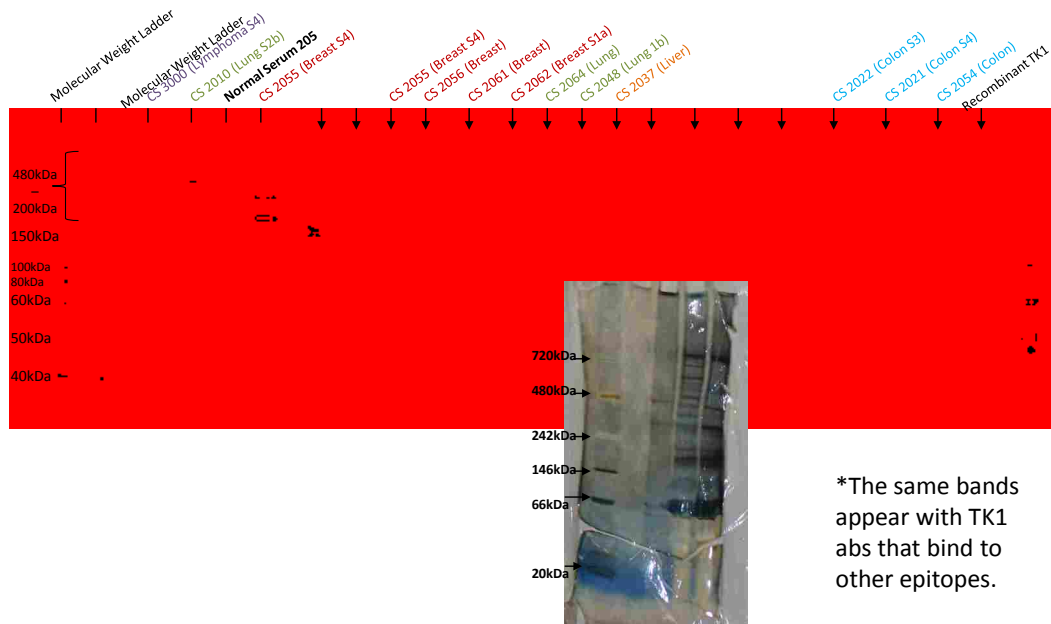 Molecular Weight Ladder
Molecular Weight Ladder
CS 3000 (Lymphoma S4)
CS 2010 (Lung S2b)
Normal Serum 205
CS 2055 (Breast S4)
CS 2055 (Breast S4)
CS 2056 (Breast)
CS 2061 (Breast)
CS 2062 (Breast S1a)
CS 2064 (Lung)
CS 2048 (Lung 1b)
CS 2037 (Liver)
CS 2022 (Colon S3)
CS 2021 (Colon S4)
CS 2054 (Colon)
Recombinant TK1
480kDa
200kDa
150kDa
100kDa
80kDa
60kDa
50kDa
40kDa
720kDa
480kDa
242kDa
146kDa
66kDa
20kDa
*The same bands
appear with TK1
abs that bind to
other epitopes.